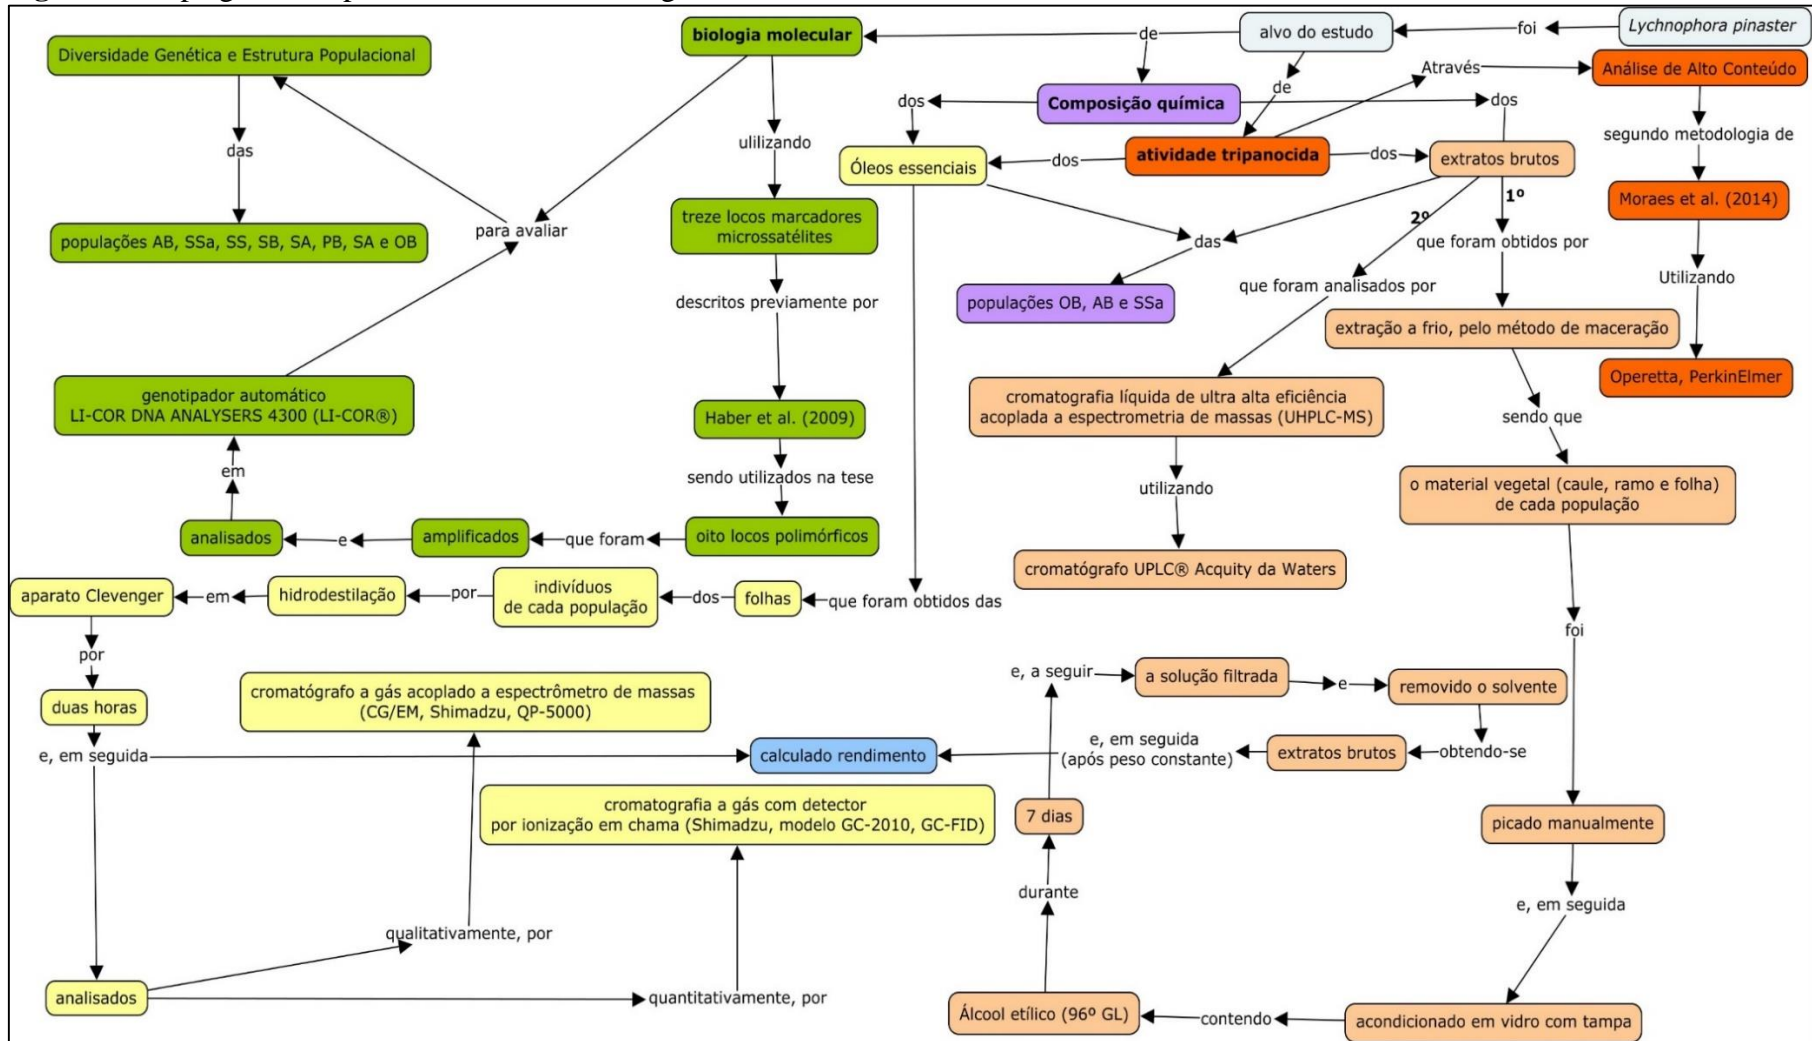 biologia molecular
de
alvo do estudo
foi
Lychnophora pinaster
Diversidade Genética e Estrutura Populacional
Através
Análise de Alto Conteúdo
de
dos
Composição química
dos
ulilizando
segundo metodologia de
das
Óleos essenciais
dos
atividade tripanocida
dos
extratos brutos
1º
2º
Moraes et al. (2014)
treze locos marcadores
microssatélites
para avaliar
populações AB, SSa, SS, SB, SA, PB, SA e OB
das
que foram obtidos por
Utilizando
que foram analisados por
descritos previamente por
populações OB, AB e SSa
extração a frio, pelo método de maceração
Operetta, PerkinElmer
genotipador automático
LI-COR DNA ANALYSERS 4300 (LI-COR®)
Haber et al. (2009)
cromatografia líquida de ultra alta eficiência
acoplada a espectrometria de massas (UHPLC-MS)
sendo que
em
sendo utilizados na tese
utilizando
o material vegetal (caule, ramo e folha)
de cada população
analisados
e
amplificados
que foram
oito locos polimórficos
cromatógrafo UPLC® Acquity da Waters
aparato Clevenger
em
hidrodestilação
por
indivíduos
de cada população
dos
folhas
que foram obtidos das
foi
por
e, a seguir
a solução filtrada
e
removido o solvente
duas horas
cromatógrafo a gás acoplado a espectrômetro de massas
(CG/EM, Shimadzu, QP-5000)
e, em seguida
calculado rendimento
e, em seguida
(após peso constante)
extratos brutos
obtendo-se
cromatografia a gás com detector
por ionização em chama (Shimadzu, modelo GC-2010, GC-FID)
7 dias
picado manualmente
durante
e, em seguida
qualitativamente, por
analisados
quantitativamente, por
Álcool etílico (96º GL)
contendo
acondicionado em vidro com tampa